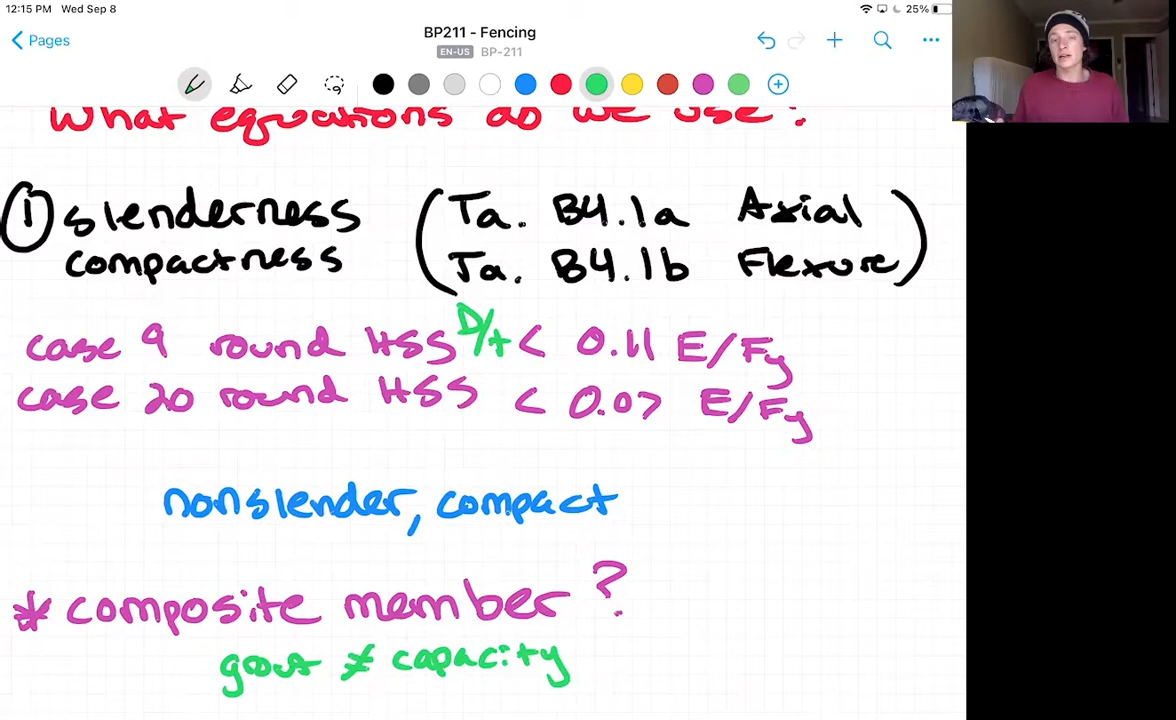 12:15 PM Wed Sep 8
25%
Pages
BP211 - Fencing
EN-US BP-211
What equations do we use?
① slenderness (Ta. B4.1a Axial
compactness Ta. B4.1b Flexure)
case 9 round HSS D/t < 0.11 E/Fy
case 20 round HSS < 0.07 E/Fy
nonslender, compact
* composite member?
grout ≠ capacity